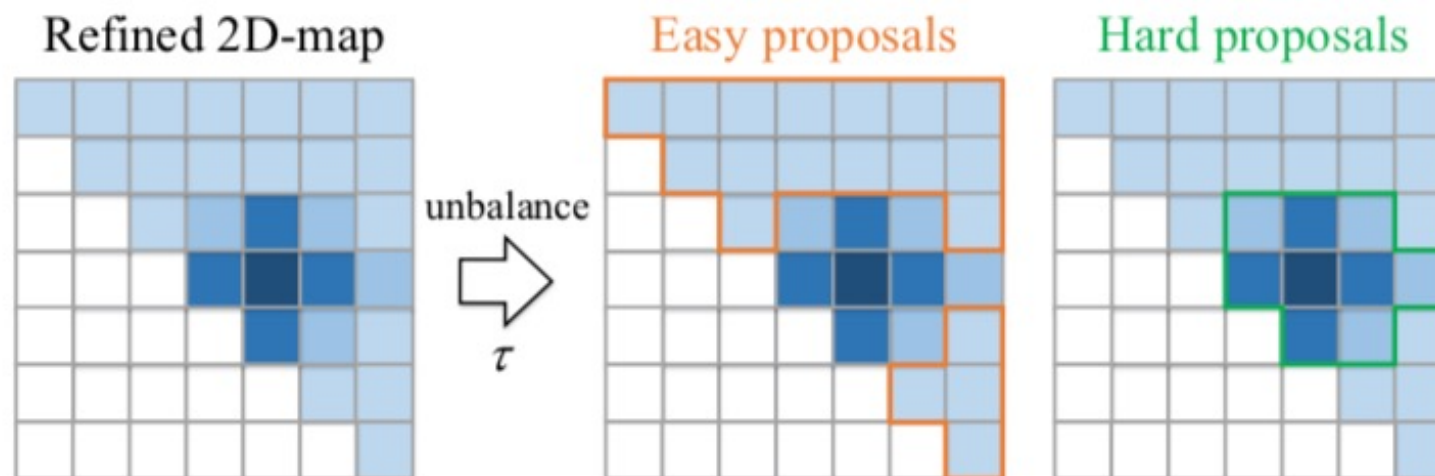 Refined 2D-map
Easy proposals
Hard proposals
unbalance
τ